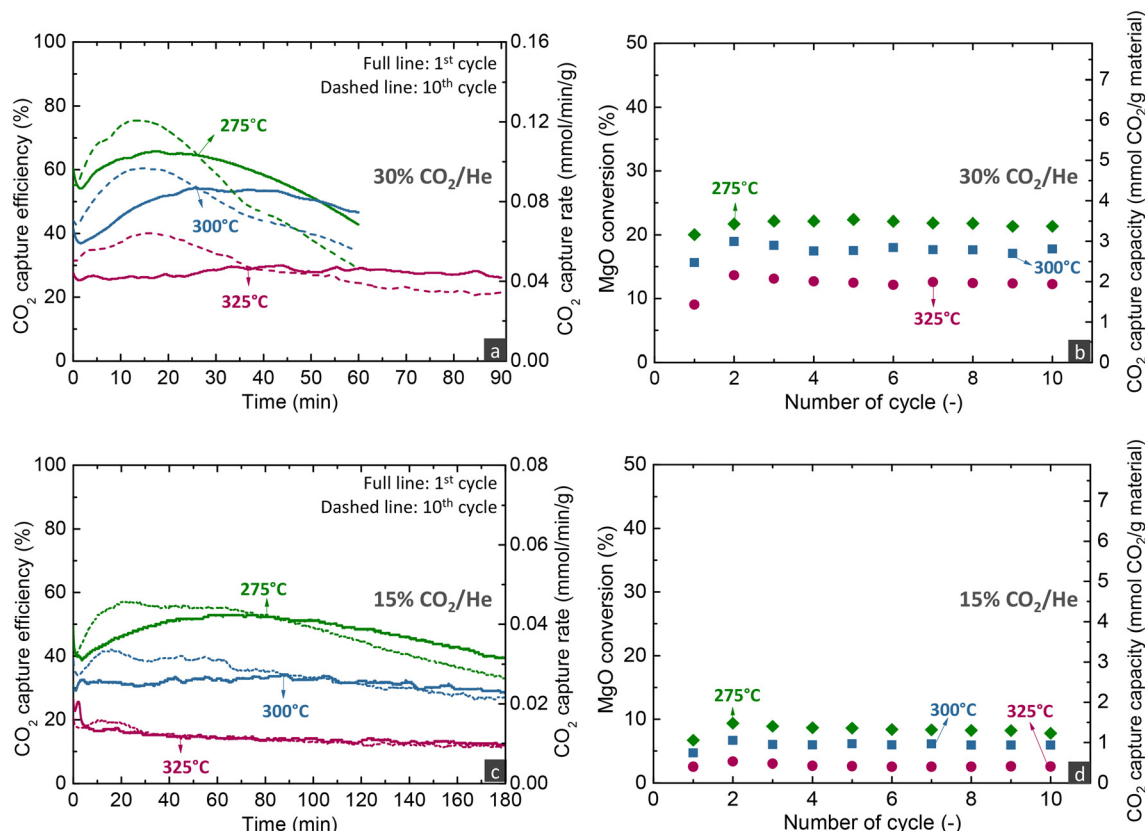 100
80
60
40
20
0
CO₂ capture efficiency (%)
Full line: 1st cycle
Dashed line: 10th cycle
275°C
30% CO₂/He
300°C
325°C
a
0.16
0.12
0.08
0.04
0.00
CO₂ capture rate (mmol/min/g)
0 10 20 30 40 50 60 70 80 90
Time (min)
50
40
30
20
10
0
MgO conversion (%)
30% CO₂/He
275°C
300°C
325°C
b
7
6
5
4
3
2
1
0
CO₂ capture capacity (mmol CO₂/g material)
0 2 4 6 8 10
Number of cycle (-)
100
80
60
40
20
0
CO₂ capture efficiency (%)
Full line: 1st cycle
Dashed line: 10th cycle
15% CO₂/He
275°C
300°C
325°C
c
0.08
0.06
0.04
0.02
0.00
CO₂ capture rate (mmol/min/g)
0 20 40 60 80 100 120 140 160 180
Time (min)
50
40
30
20
10
0
MgO conversion (%)
15% CO₂/He
275°C
300°C
325°C
d
7
6
5
4
3
2
1
0
CO₂ capture capacity (mmol CO₂/g material)
0 2 4 6 8 10
Number of cycle (-)